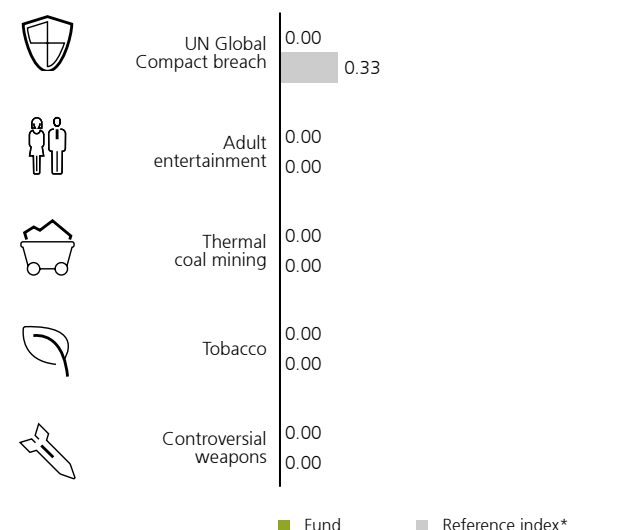 UN Global
Compact breach
0.00
0.33
Adult
entertainment
0.00
0.00
Thermal
coal mining
0.00
0.00
Tobacco
0.00
0.00
Controversial
weapons
0.00
0.00
Fund
Reference index*